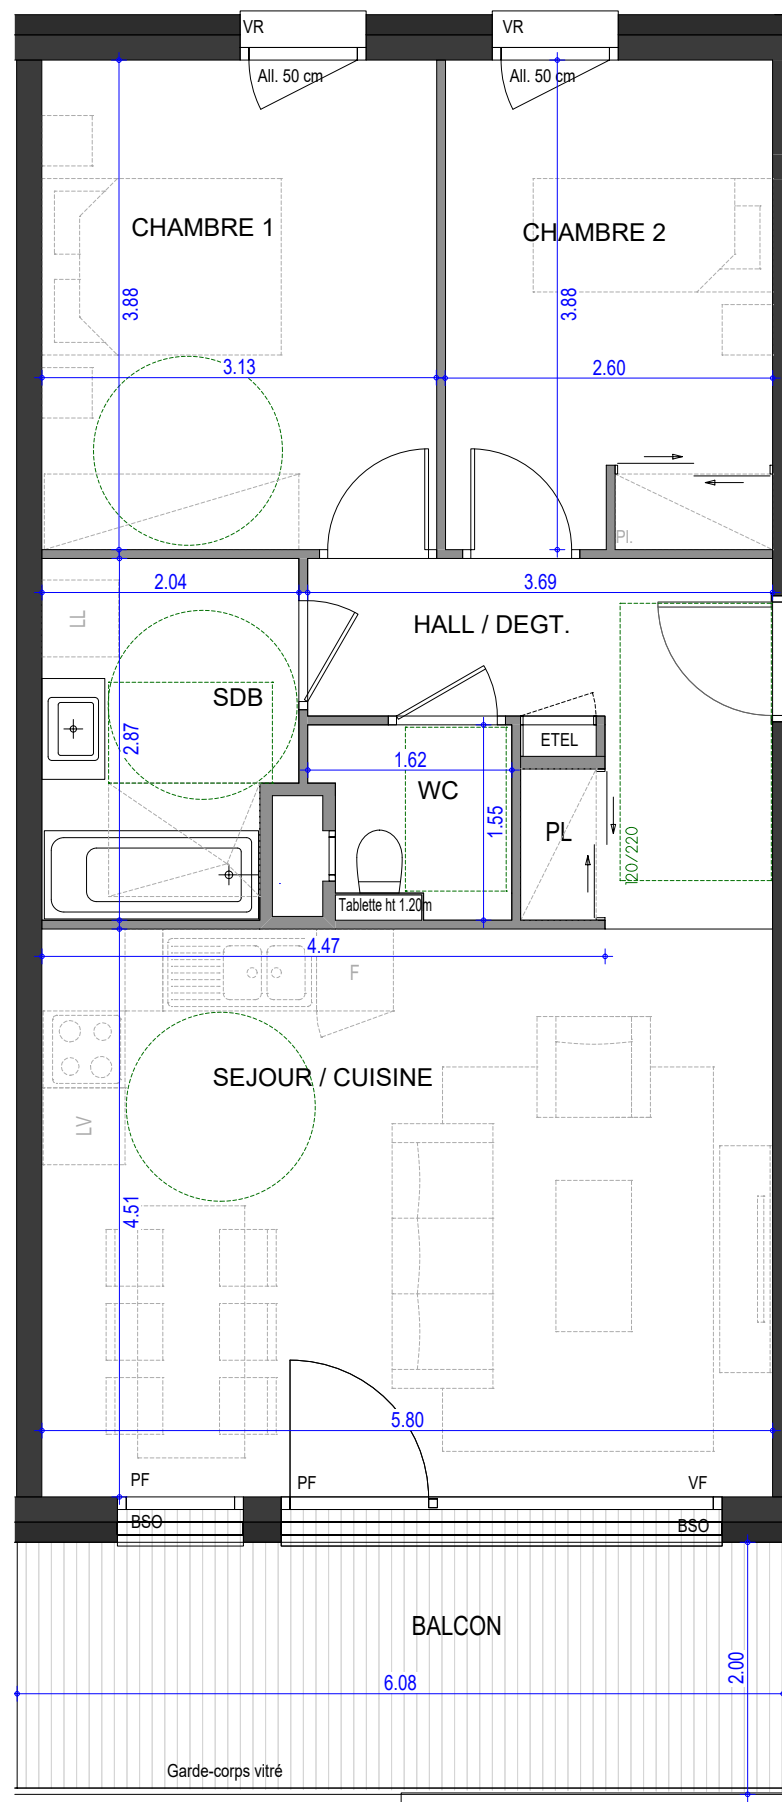 VR
VR
All. 50 cm
All. 50 cm
CHAMBRE 1
CHAMBRE 2
3.88
3.88
3.13
2.60
Pl.
2.04
3.69
LL
HALL / DEGT.
SDB
2.87
ETEL
1.62
WC
1.55
PL
120/220
Tablette ht 1.20m
4.47
F
SEJOUR / CUISINE
LV
4.51
5.80
PF
PF
VF
BSO
BSO
BALCON
2.00
6.08
Garde-corps vitré